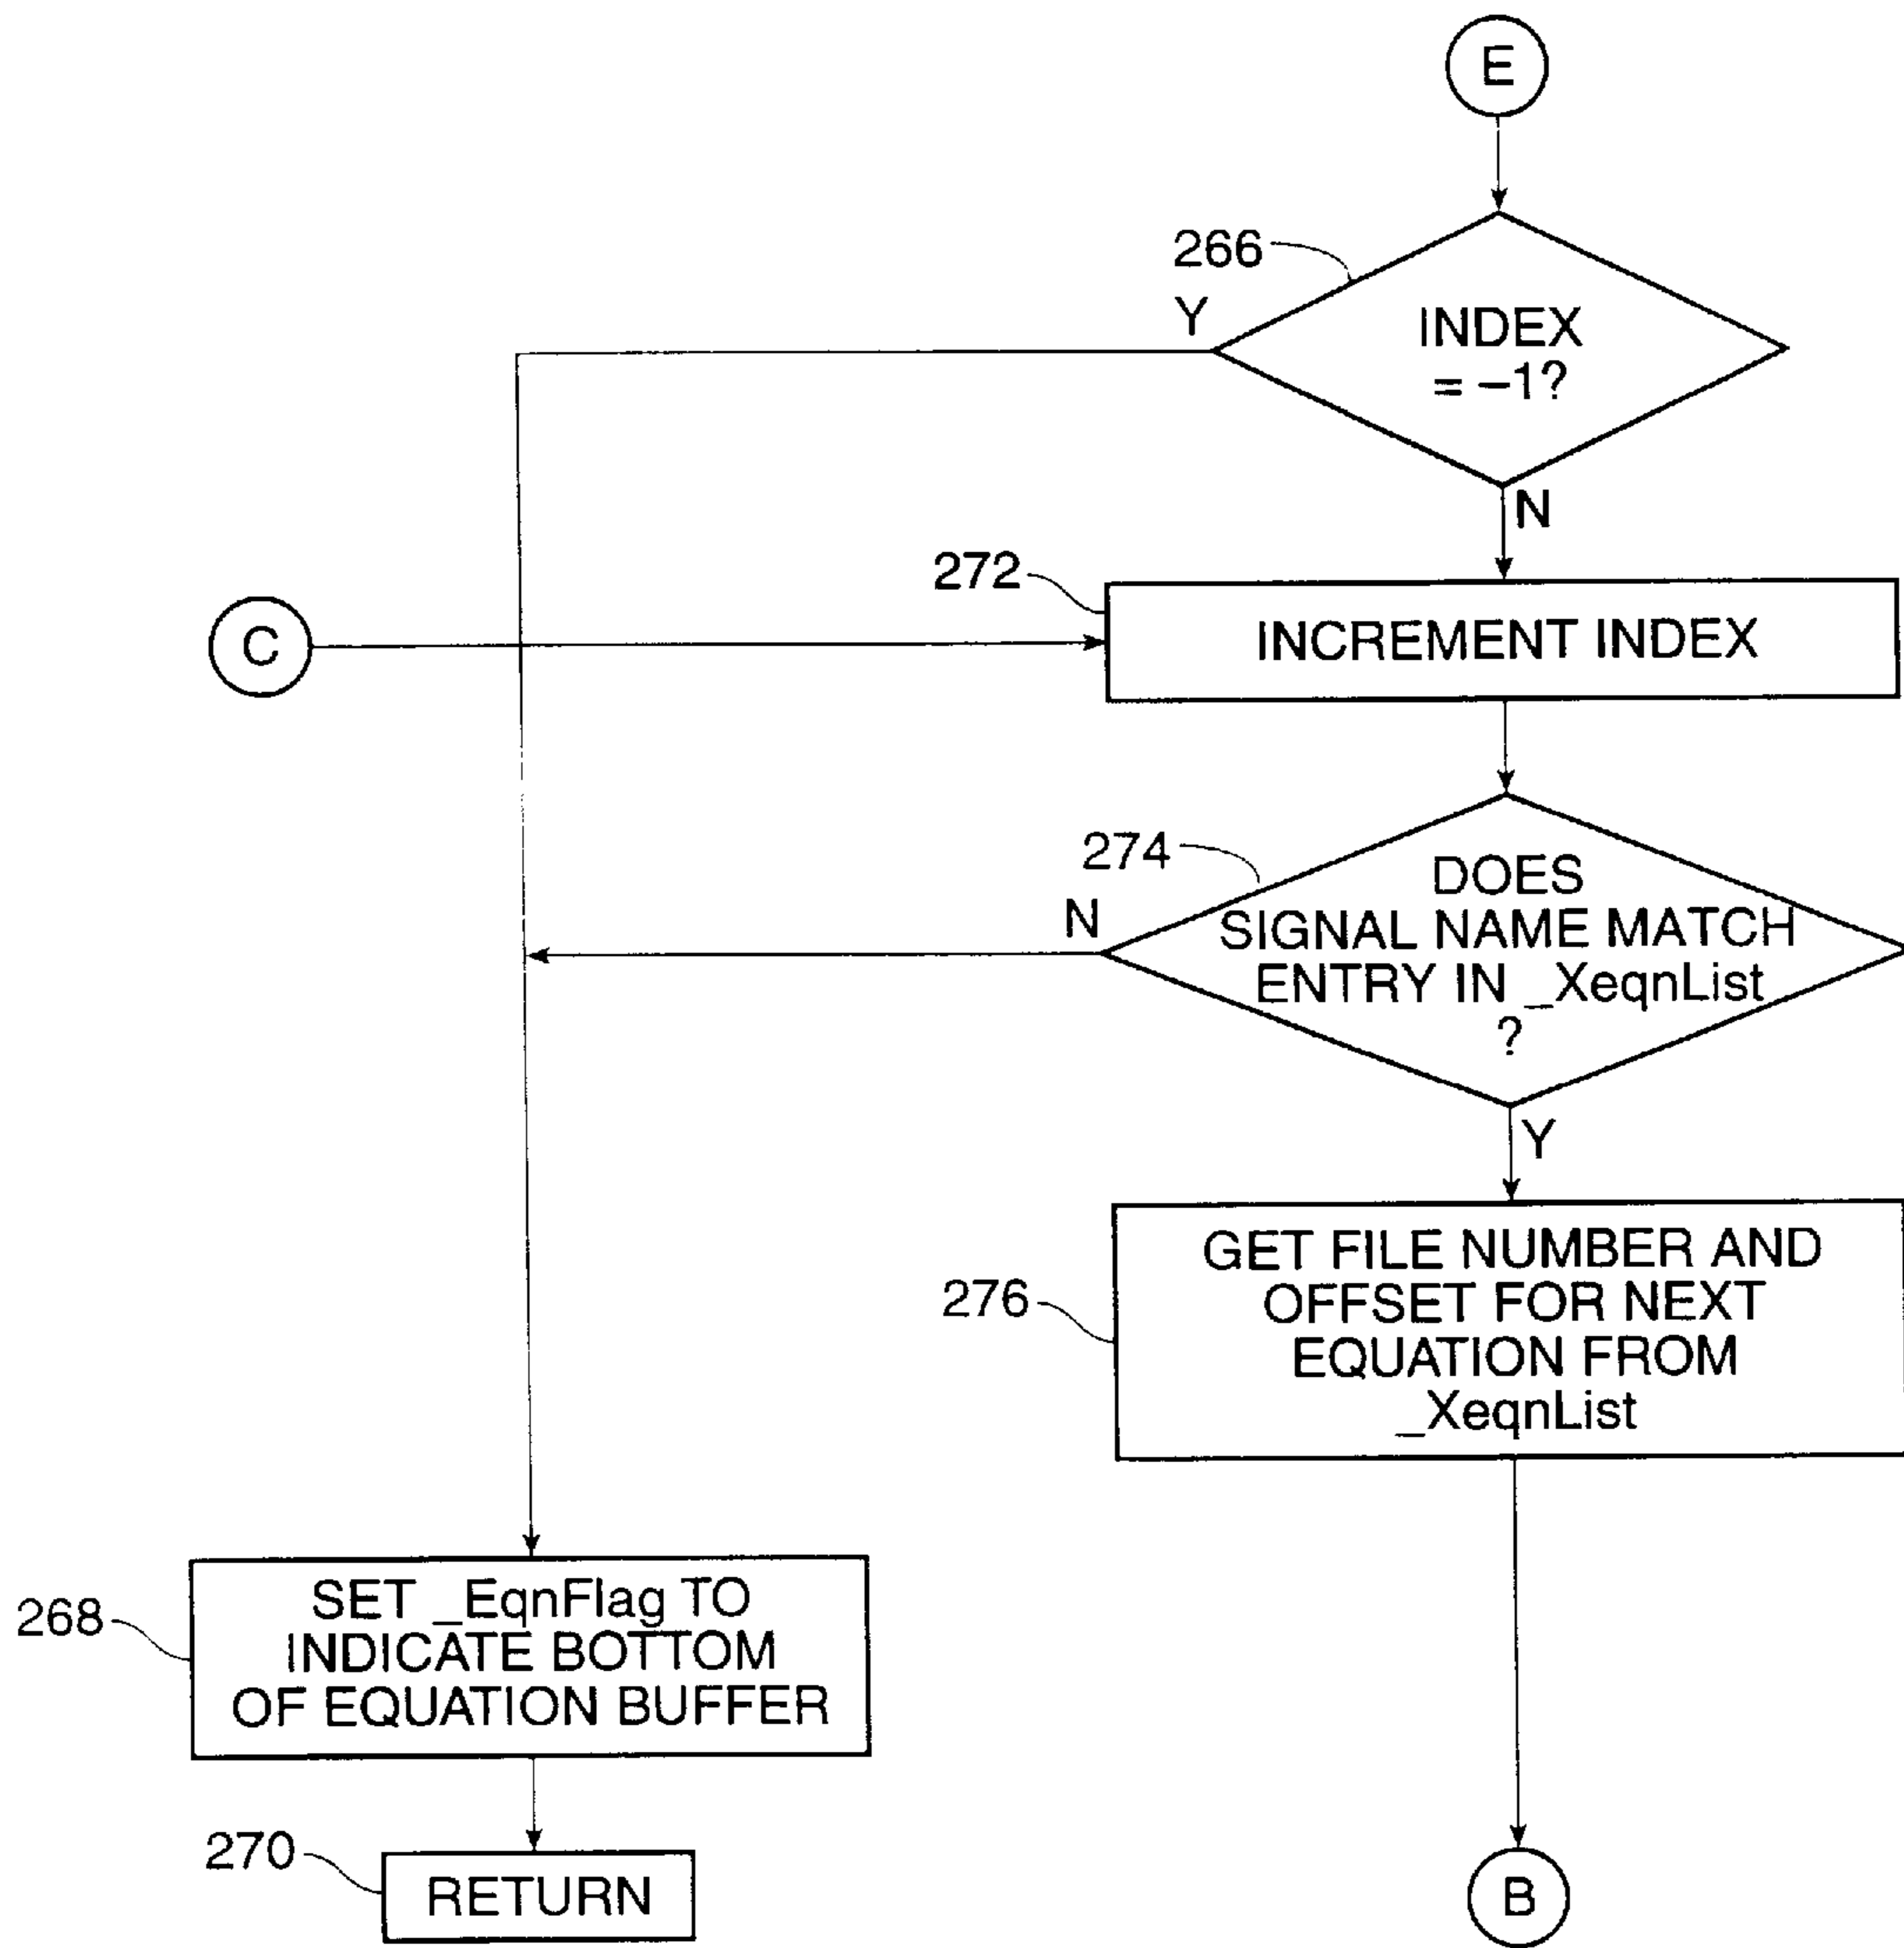 E
266
Y
INDEX
= –1?
N
272
C
INCREMENT INDEX
274
N
DOES
SIGNAL NAME MATCH
ENTRY IN _XeqnList
?
Y
276
GET FILE NUMBER AND
OFFSET FOR NEXT
EQUATION FROM
_XeqnList
268
SET _EqnFlag TO
INDICATE BOTTOM
OF EQUATION BUFFER
270
RETURN
B